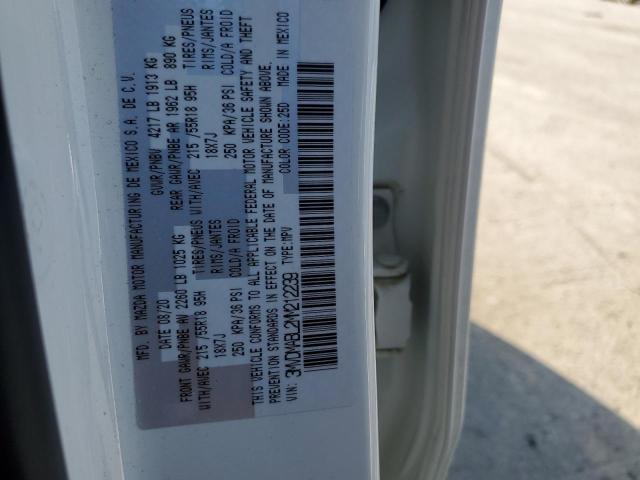 MFD. BY MAZDA MOTOR MANUFACTURING DE MEXICO S.A. DE C.V.
DATE 08/20 GVWR/PNBV 4217 LB 1913 KG
FRONT GAWR/PNBE AV 2260 LB 1025 KG REAR GAWR/PNBE AR 1962 LB 890 KG
WITH/AVEC 215/55R18 95H TIRES/PNEUS WITH/AVEC 215/55R18 95H TIRES/PNEUS
18X7J RIMS/JANTES 18X7J RIMS/JANTES
250 KPA/36 PSI COLD/A FROID 250 KPA/36 PSI COLD/A FROID
THIS VEHICLE CONFORMS TO ALL APPLICABLE FEDERAL MOTOR VEHICLE SAFETY AND THEFT
PREVENTION STANDARDS IN EFFECT ON THE DATE OF MANUFACTURE SHOWN ABOVE.
TYPE:MPV COLOR CODE:25D MADE IN MEXICO
VIN: 3MVDMABL2MM212239